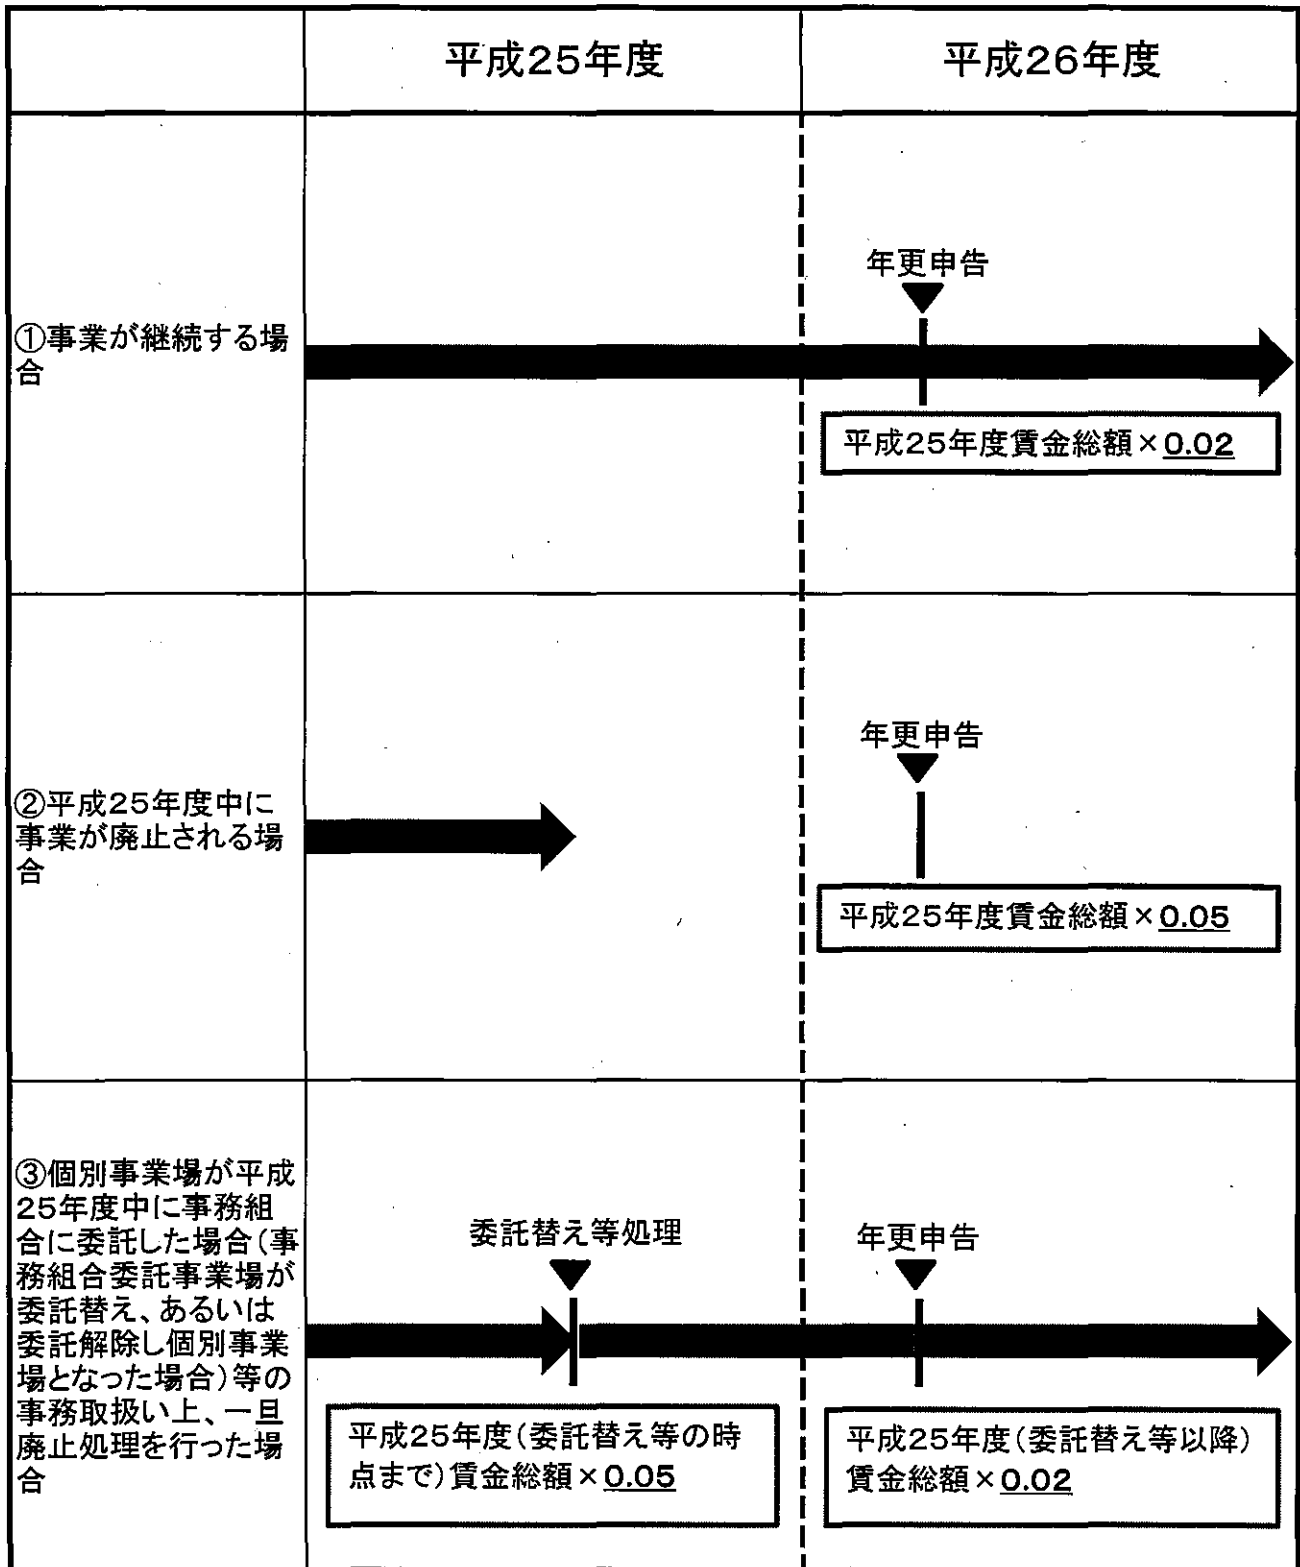 平成25年度
平成26年度
①事業が継続する場
合
年更申告
平成25年度賃金総額×0.02
②平成25年度中に
事業が廃止される場
合
年更申告
平成25年度賃金総額×0.05
③個別事業場が平成
25年度中に事務組
合に委託した場合(事
務組合委託事業場が
委託替え、あるいは
委託解除し個別事業
場となった場合)等の
事務取扱い上、一旦
廃止処理を行った場
合
委託替え等処理
平成25年度(委託替え等の時
点まで)賃金総額×0.05
年更申告
平成25年度(委託替え等以降)
賃金総額×0.02